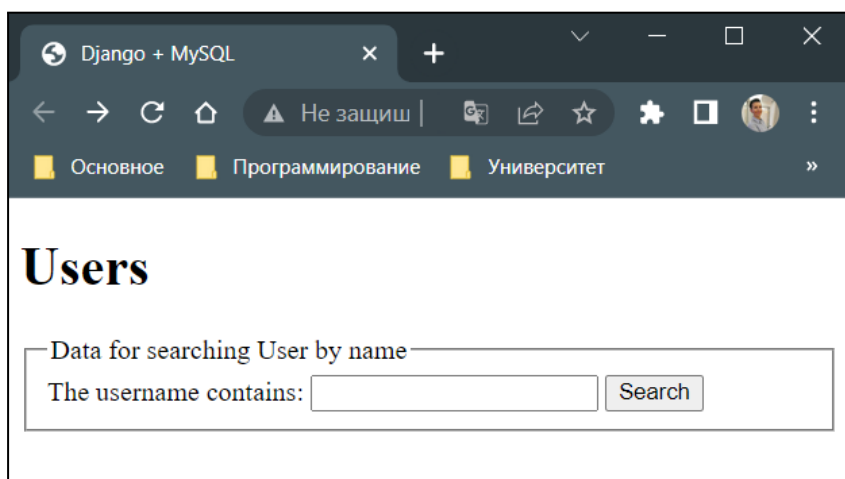 Django + MySQL
Не защищ
Основное Программирование Университет »
Users
Data for searching User by name
The username contains: Search